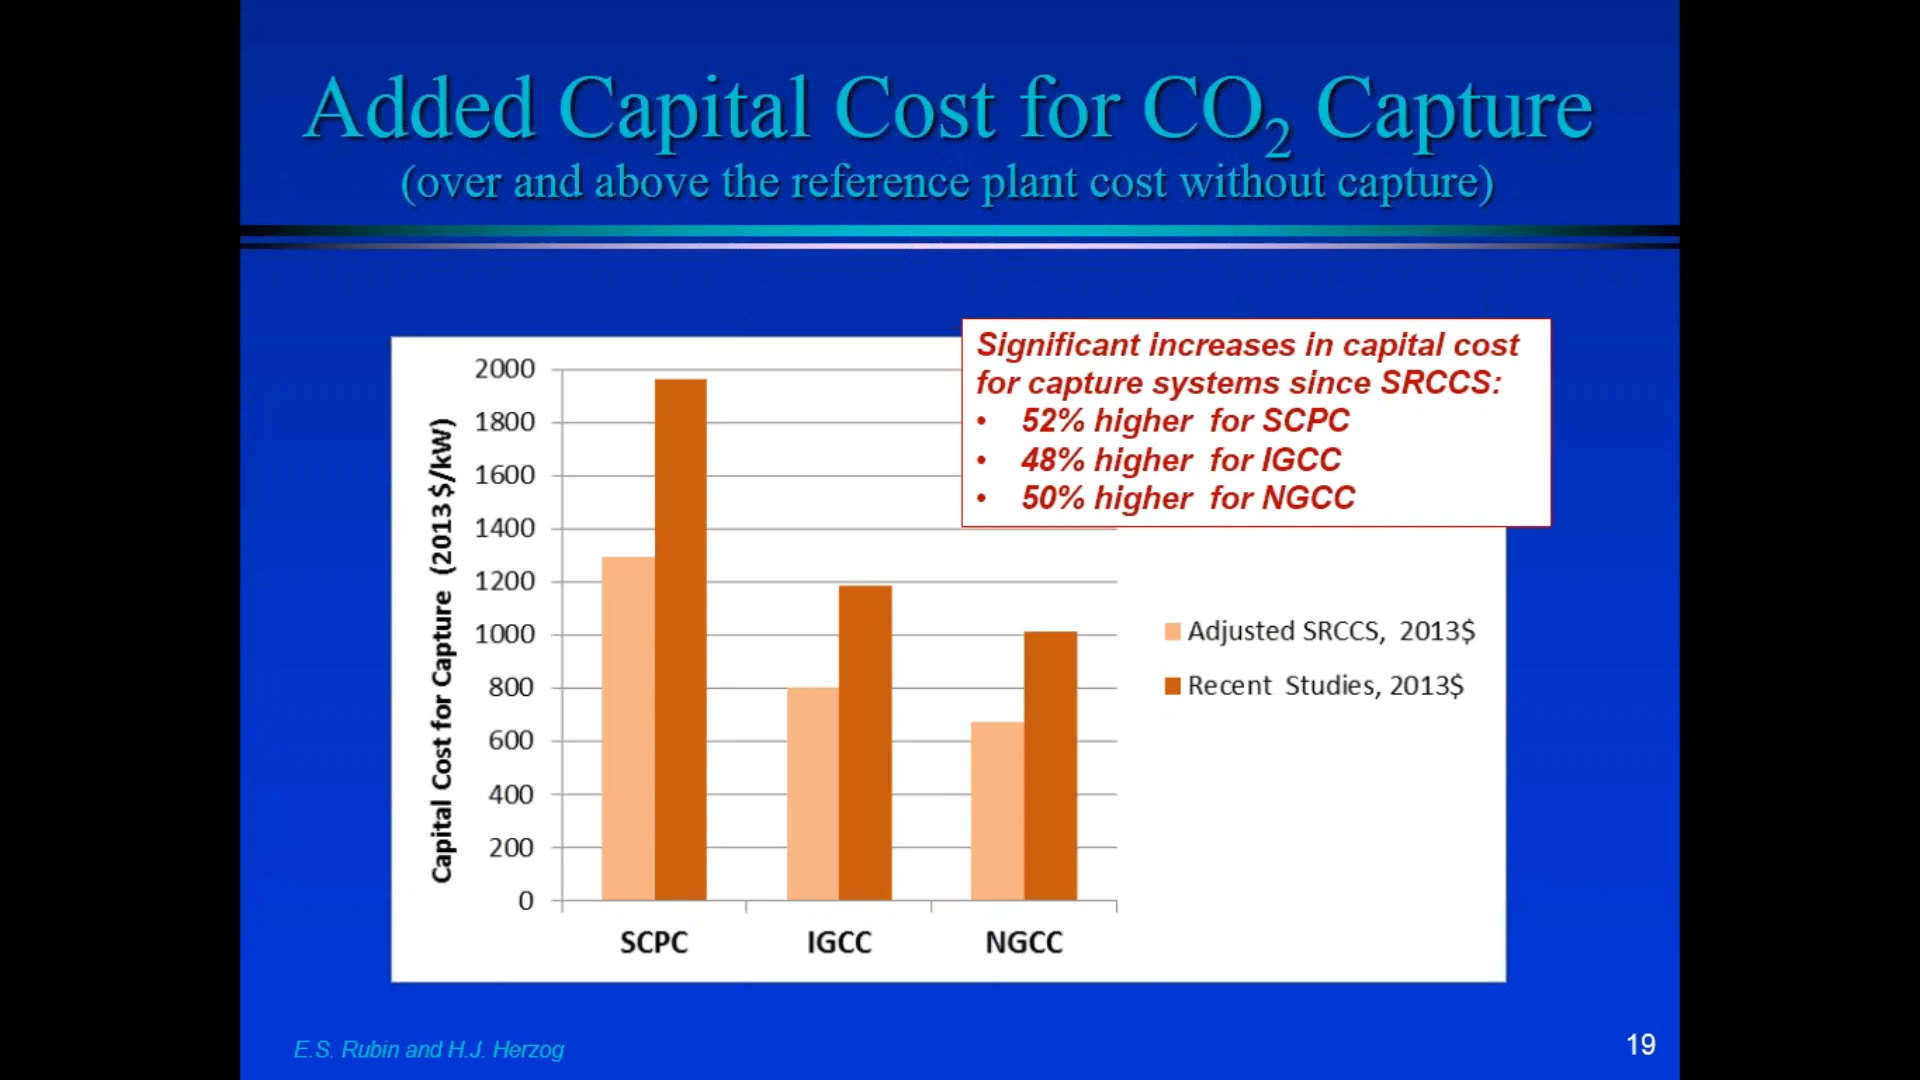 Added Capital Cost for CO₂ Capture
(over and above the reference plant cost without capture)
Significant increases in capital cost
for capture systems since SRCCS:
• 52% higher for SCPC
• 48% higher for IGCC
• 50% higher for NGCC
Capital Cost for Capture (2013 $/kW)
2000
1800
1600
1400
1200
1000
800
600
400
200
0
SCPC
IGCC
NGCC
Adjusted SRCCS, 2013$
Recent Studies, 2013$
E.S. Rubin and H.J. Herzog
19